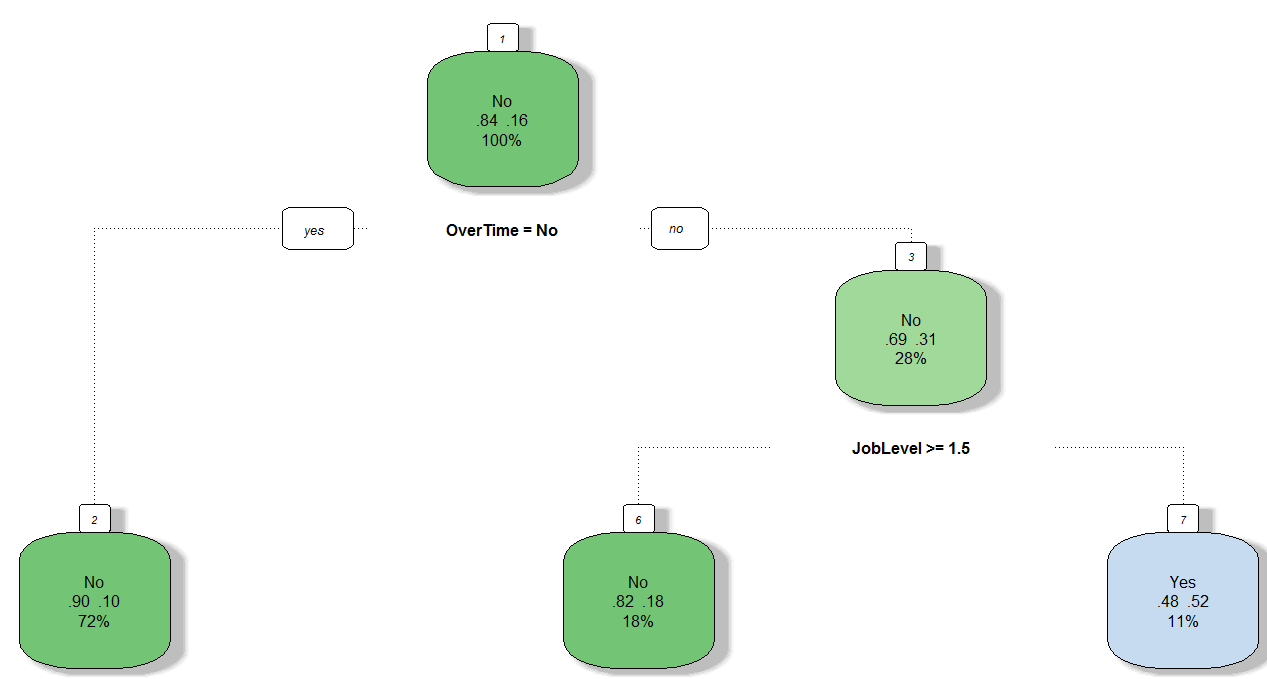 1
No
.84 .16
100%
yes
OverTime = No
no
3
No
.69 .31
28%
JobLevel >= 1.5
2
No
.90 .10
72%
6
No
.82 .18
18%
7
Yes
.48 .52
11%